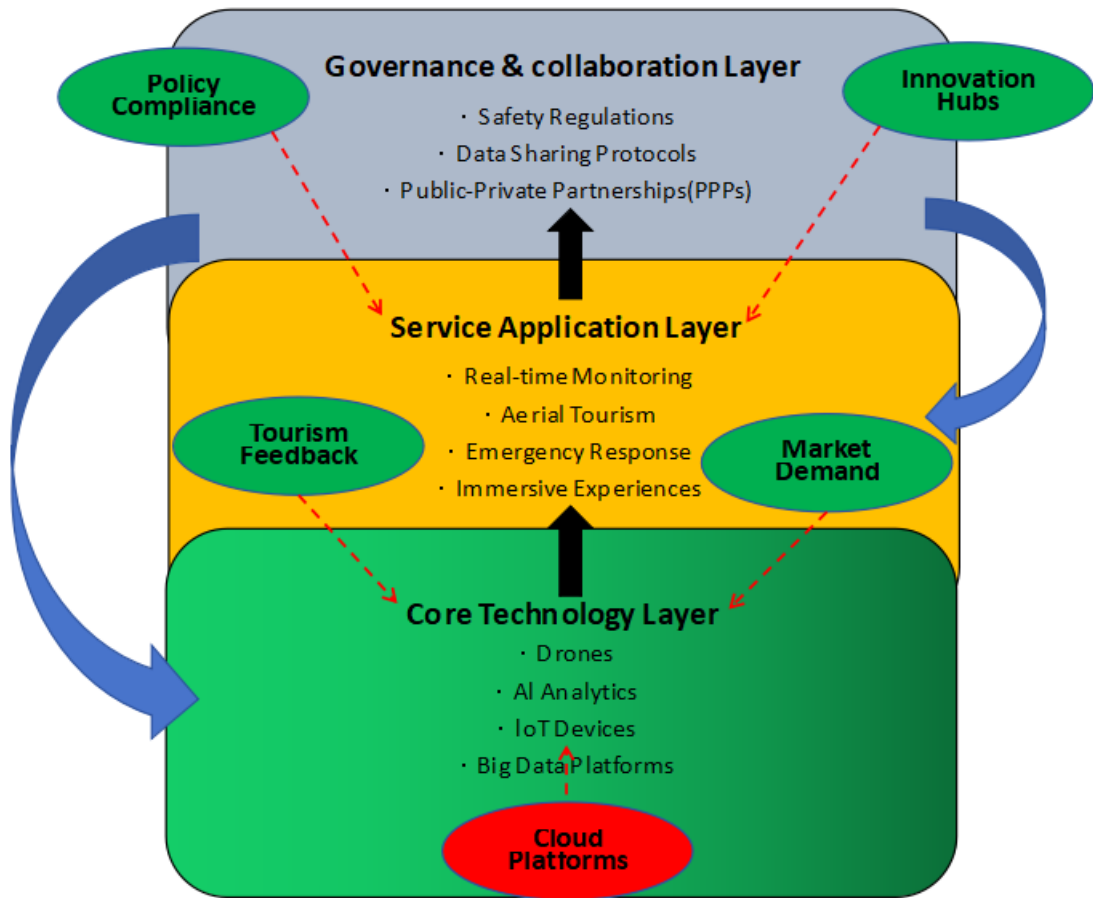 Policy
Compliance
Governance & collaboration Layer
Innovation
Hubs
· Safety Regulations
· Data Sharing Protocols
· Public-Private Partnerships(PPPs)
Service Application Layer
· Real-time Monitoring
· Aerial Tourism
· Emergency Response
· Immersive Experiences
Tourism
Feedback
Market
Demand
Core Technology Layer
· Drones
· AI Analytics
· IoT Devices
· Big Data Platforms
Cloud
Platforms